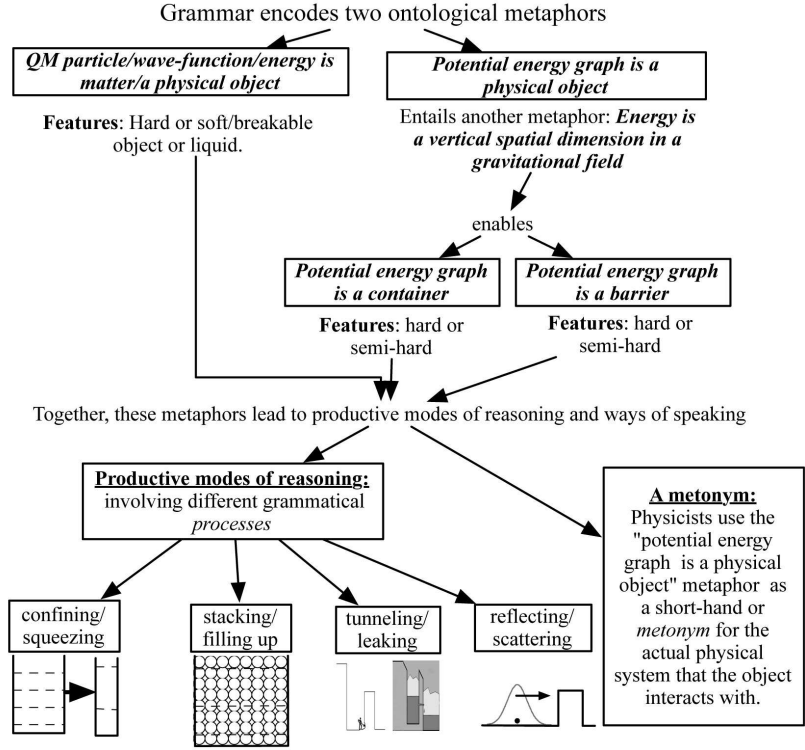 Grammar encodes two ontological metaphors
QM particle/wave-function/energy is
matter/a physical object
Features: Hard or soft/breakable
object or liquid.
Potential energy graph is a
physical object
Entails another metaphor: Energy is
a vertical spatial dimension in a
gravitational field
enables
Potential energy graph
is a container
Features: hard or
semi-hard
Potential energy graph
is a barrier
Features: hard or
semi-hard
Together, these metaphors lead to productive modes of reasoning and ways of speaking
Productive modes of reasoning:
involving different grammatical
processes
confining/
squeezing
stacking/
filling up
tunneling/
leaking
reflecting/
scattering
A metonym:
Physicists use the
"potential energy
graph is a physical
object" metaphor as
a short-hand or
metonym for the
actual physical
system that the object
interacts with.